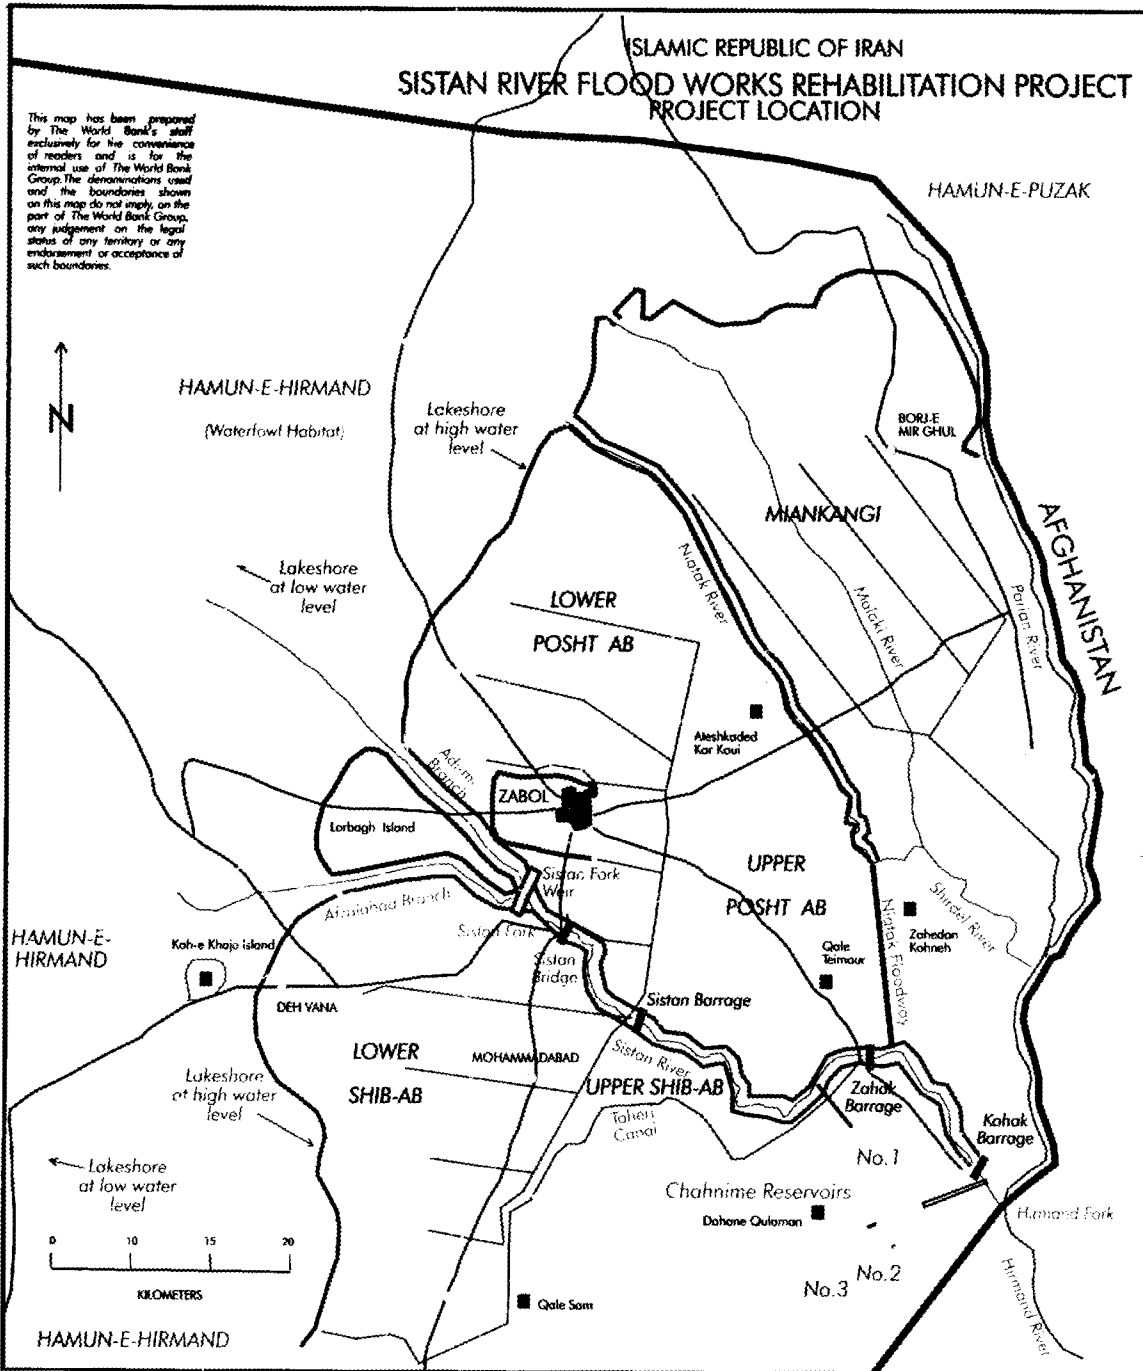 ISLAMIC REPUBLIC OF IRAN
SISTAN RIVER FLOOD WORKS REHABILITATION PROJECT
PROJECT LOCATION
This map has been prepared
by The World Bank's staff
exclusively for the convenience
of readers and is for the
internal use of The World Bank
Group. The denominations used
and the boundaries shown
on this map do not imply, on the
part of The World Bank Group,
any judgement on the legal
status of any territory or any
endorsement or acceptance of
such boundaries.
HAMUN-E-PUZAK
N
HAMUN-E-HIRMAND
(Waterfowl Habitat)
Lakeshore
at high water
level
BORJ-E
MIR GHUL
MIANKANGI
AFGHANISTAN
Niatak River
Lakeshore
at low water
level
LOWER
POSHT AB
Malaki River
Parian River
Ateshkaded
Kar Koui
Branch
ZABOL
Lorbagh Island
Sistan Fork
Weir
UPPER
POSHT AB
Branch
Sistan Fork
Shirdel River
Niatak Floodway
Zahedan
Kohneh
HAMUN-E-
HIRMAND
Koh-e Khajo island
Sistan
Bridge
Qale
Teimour
DEH VANA
Sistan Barrage
LOWER
SHIB-AB
MOHAMMADABAD
Sistan River
UPPER SHIB-AB
Lakeshore
at high water
level
Taheri
Canal
Zahak
Barrage
Kohak
Barrage
No.1
Lakeshore
at low water
level
Chahnime Reservoirs
Dahane Qulaman
Hirmand Fork
0 10 15 20
KILOMETERS
No.2
No.3
Hirmand River
Qale Sam
HAMUN-E-HIRMAND